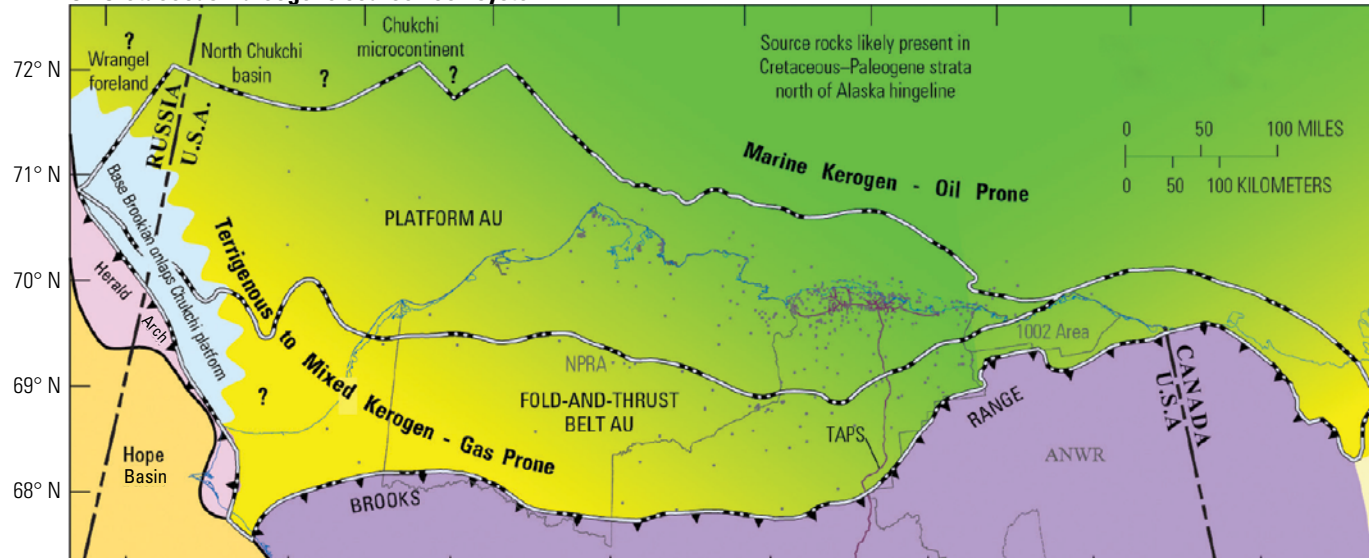 ?
Wrangel
foreland
North Chukchi
basin
?
Chukchi
microcontinent
?
Source rocks likely present in
Cretaceous–Paleogene strata
north of Alaska hingeline
72° N
RUSSIA
U.S.A.
0 50 100 MILES
0 50 100 KILOMETERS
Marine Kerogen - Oil Prone
71° N
Base Brookian onlaps Chukchi platform
PLATFORM AU
Terrigenous to Mixed Kerogen - Gas Prone
70° N
Herald
Arch
1002 Area
NPRA
69° N
?
FOLD-AND-THRUST
BELT AU
TAPS
RANGE
CANADA
U.S.A
Hope
Basin
ANWR
68° N
BROOKS